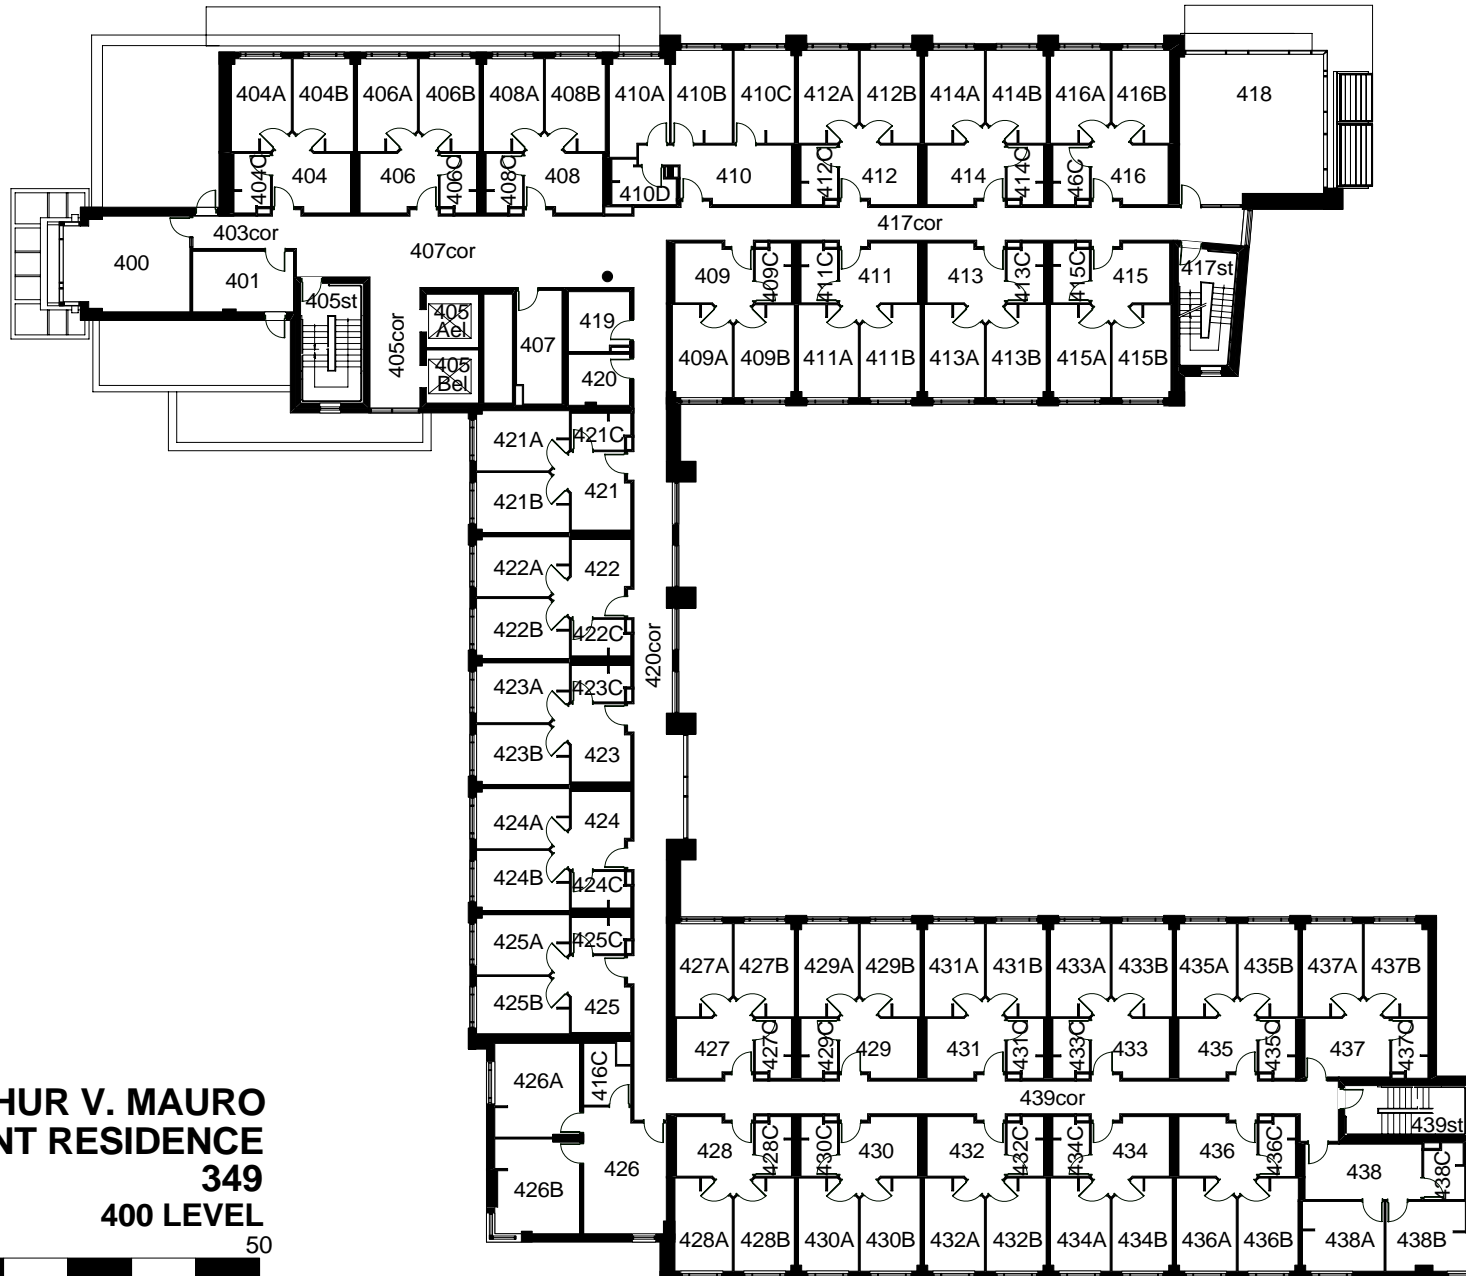 404A 404B 406A 406B 408A 408B 410A 410B 410C 412A 412B 414A 414B 416A 416B 418
404C 404 406 406C 408C 408 410D 410 412C 412 414 414C 46C 416
403cor 407cor 417cor
400 401 405st 405cor 405 Ael 405 Bel 407 419 420
409 409C 411C 411 413 413C 415C 415 417st
409A 409B 411A 411B 413A 413B 415A 415B
421A 421C
421B 421
422A 422
422B 422C
420cor
423A 423C
423B 423
424A 424
424B 424C
425A 425C
425B 425
427A 427B 429A 429B 431A 431B 433A 433B 435A 435B 437A 437B
427 427C 429C 429 431 431C 433C 433 435 435C 437 437C
426A 416C
439cor
439st
426B 426
428 428C 430C 430 432 432C 434C 434 436 436C 438 438C
428A 428B 430A 430B 432A 432B 434A 434B 436A 436B 438A 438B
HUR V. MAURO
NT RESIDENCE
349
400 LEVEL
50